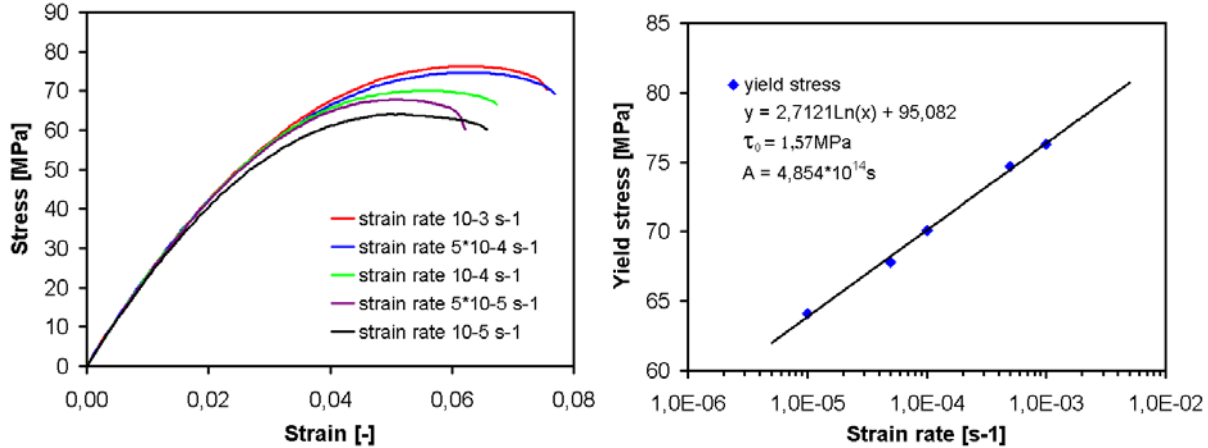 90
80
70
60
50
40
30
20
10
0
Stress [MPa]
strain rate 10-3 s-1
strain rate 5*10-4 s-1
strain rate 10-4 s-1
strain rate 5*10-5 s-1
strain rate 10-5 s-1
0,00 0,02 0,04 0,06 0,08
Strain [-]
85
80
75
70
65
60
Yield stress [MPa]
yield stress
y = 2,7121Ln(x) + 95,082
τ₀ = 1,57MPa
A = 4,854*10¹⁴s
1,0E-06 1,0E-05 1,0E-04 1,0E-03 1,0E-02
Strain rate [s-1]